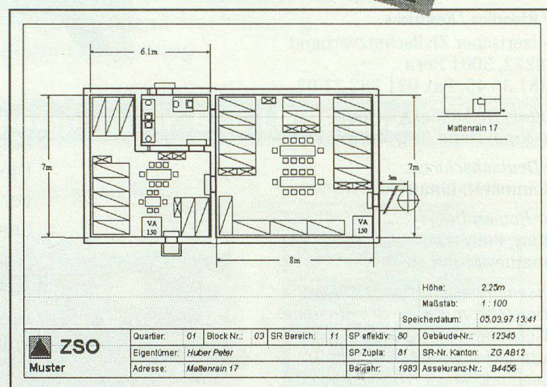 6.1m
Mattenrain 17
7m
7m
3m
VA
150
VA
150
8m
Höhe: 2.25m
Maßstab: 1 : 100
Speicherdatum: 05.03.97 13.41
ZSO
Muster
Quartier: 01 Block Nr.: 03 SR Bereich: 11 SP effektiv: 80 Gebäude-Nr.: 12345
Eigentümer: Huber Peter SP Zupla: 81 SR-Nr. Kanton: ZG AB12
Adresse: Mattenrain 17 Baujahr: 1983 Assekuranz-Nr.: B4456